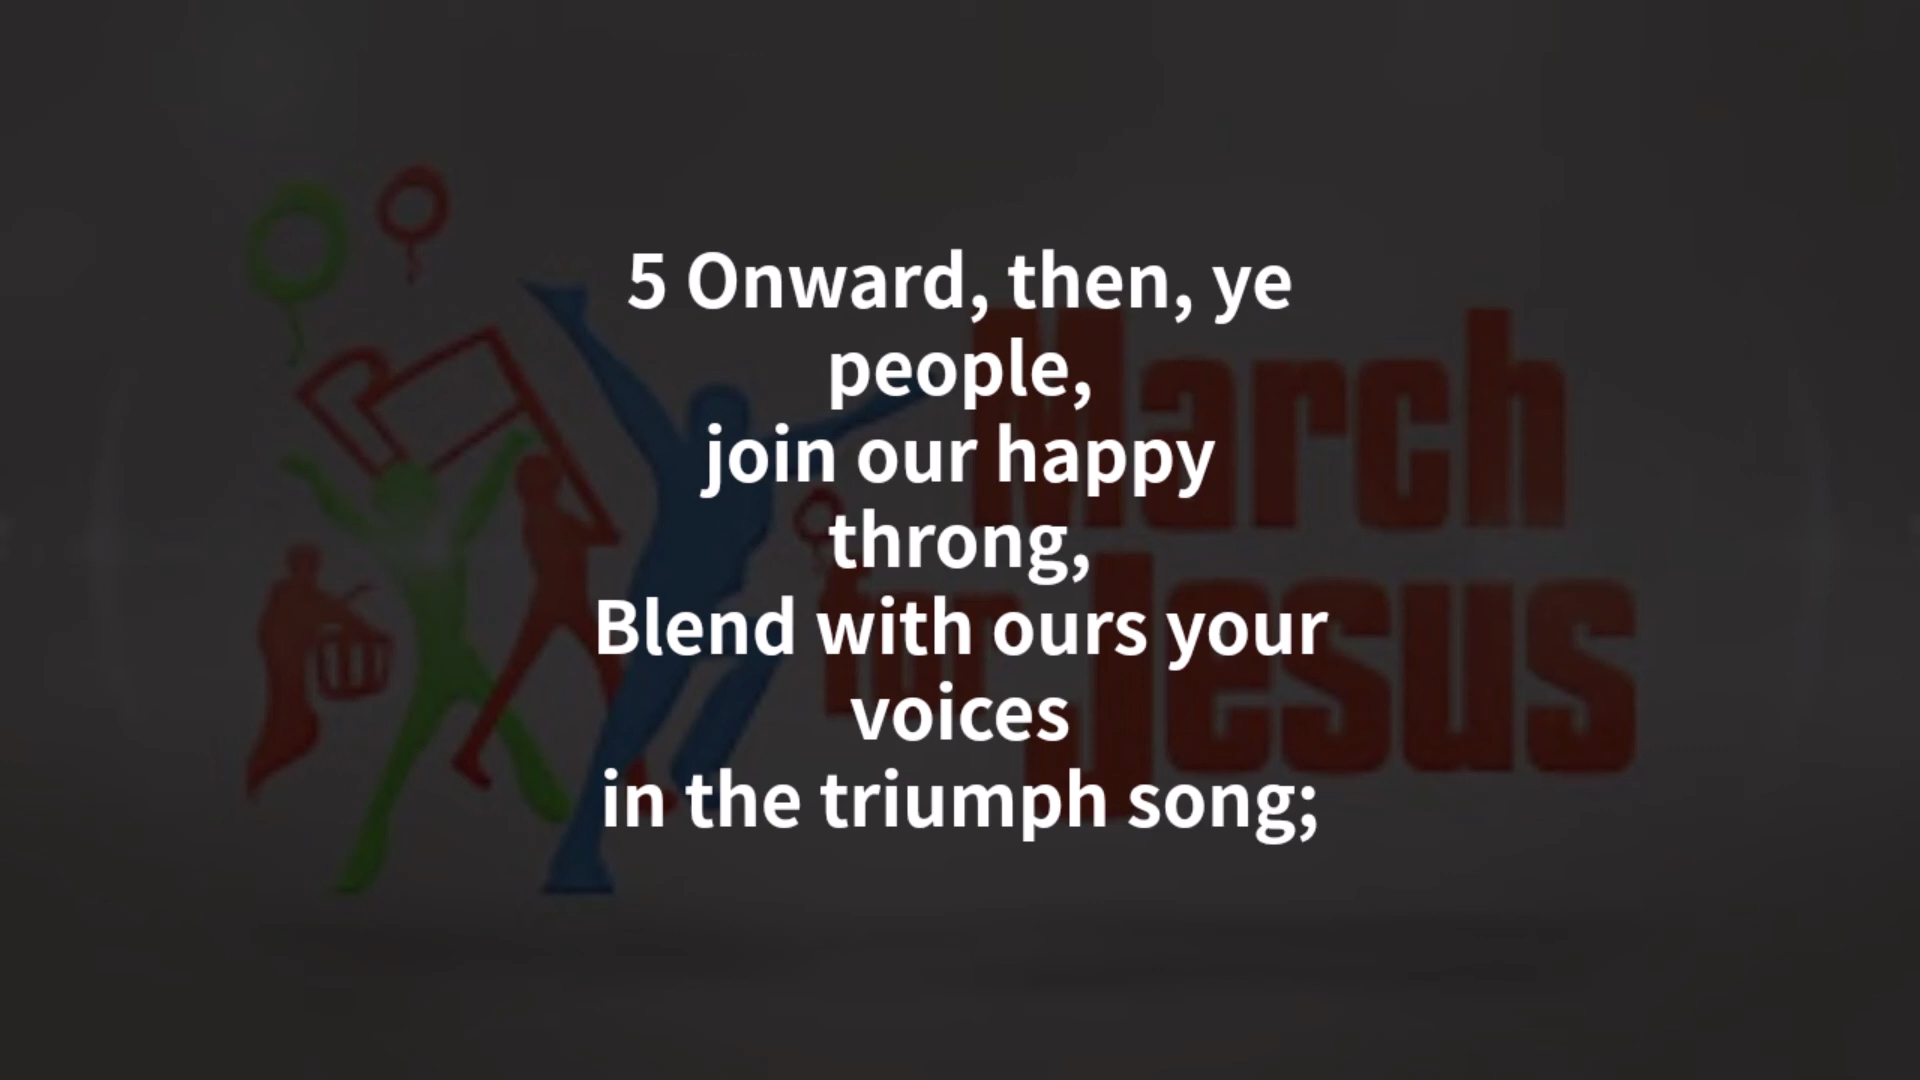 5 Onward, then, ye
people,
join our happy
throng,
Blend with ours your
voices
in the triumph song;
March
for Jesus